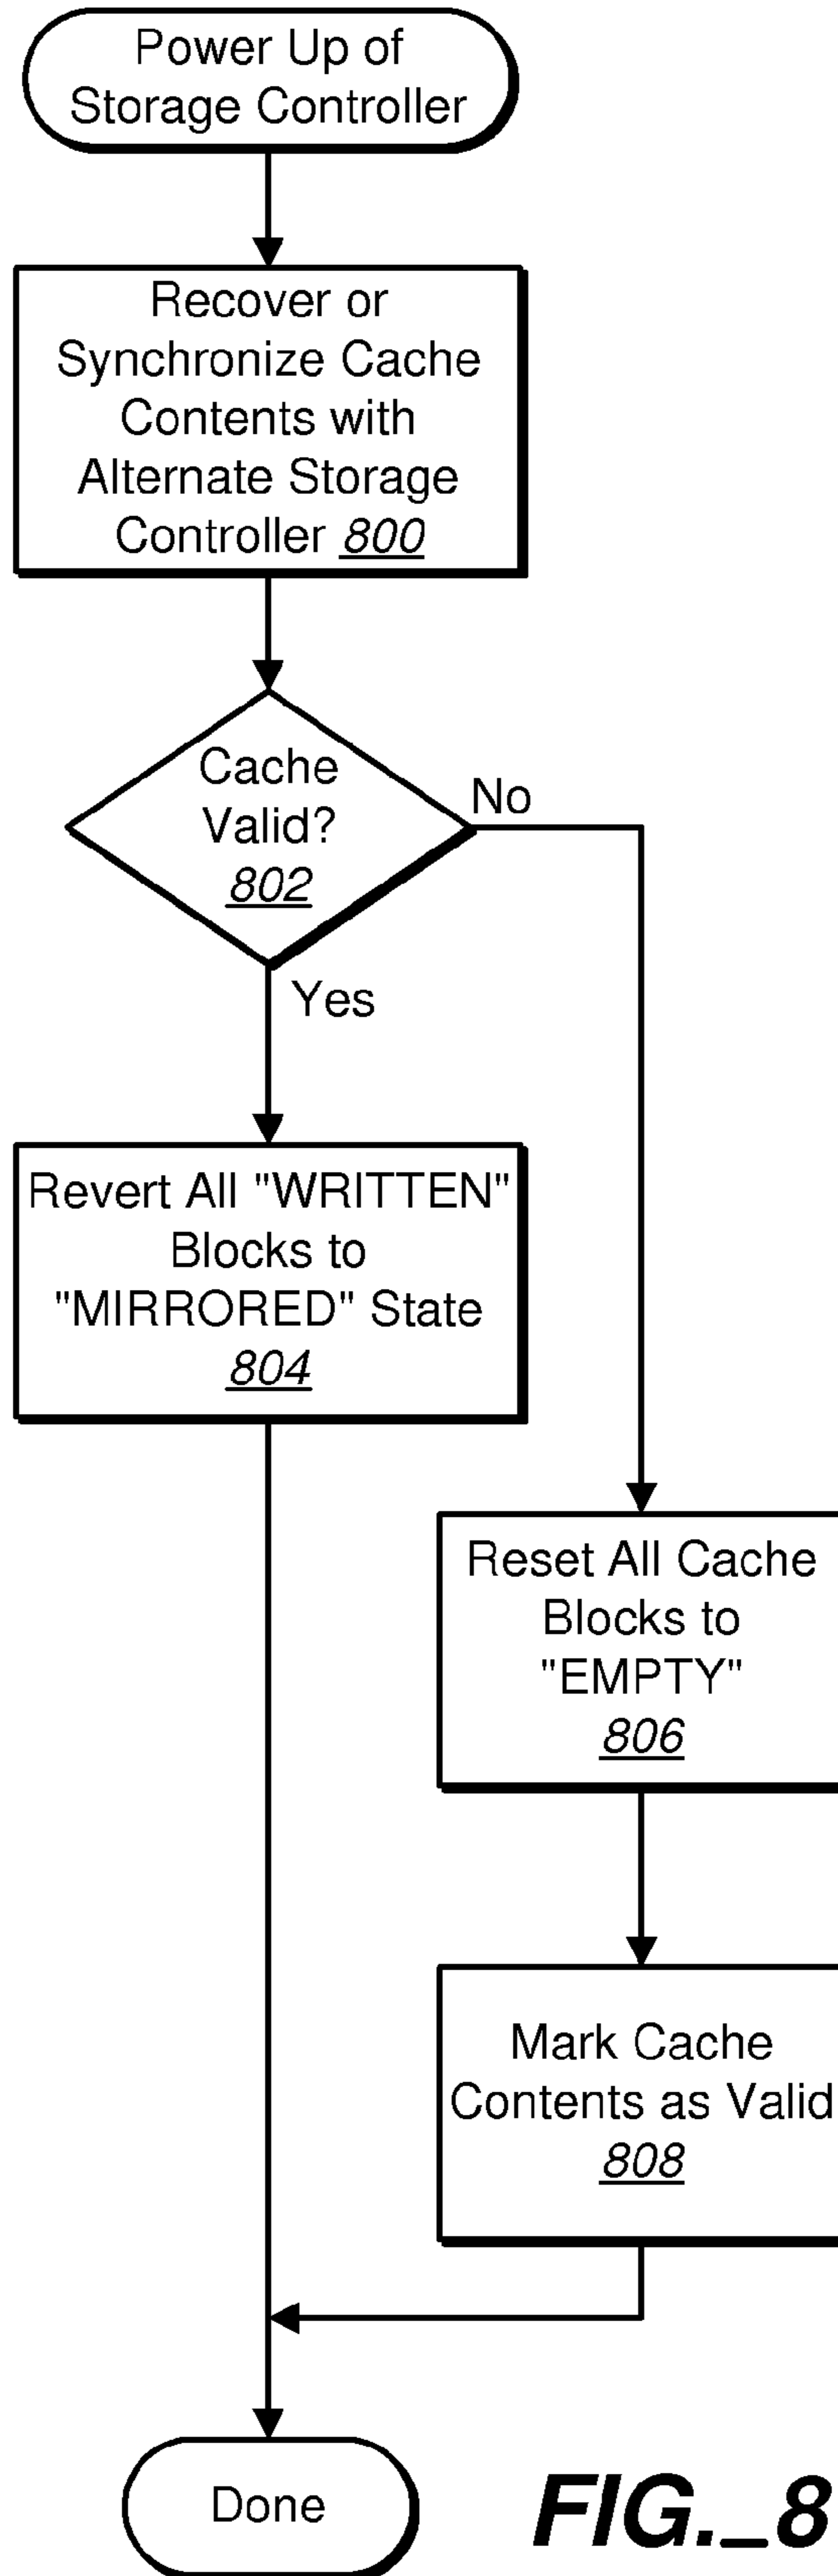 Power Up of
Storage Controller
Recover or
Synchronize Cache
Contents with
Alternate Storage
Controller 800
Cache
Valid?
802
No
Yes
Revert All "WRITTEN"
Blocks to
"MIRRORED" State
804
Reset All Cache
Blocks to
"EMPTY"
806
Mark Cache
Contents as Valid
808
Done
FIG._8